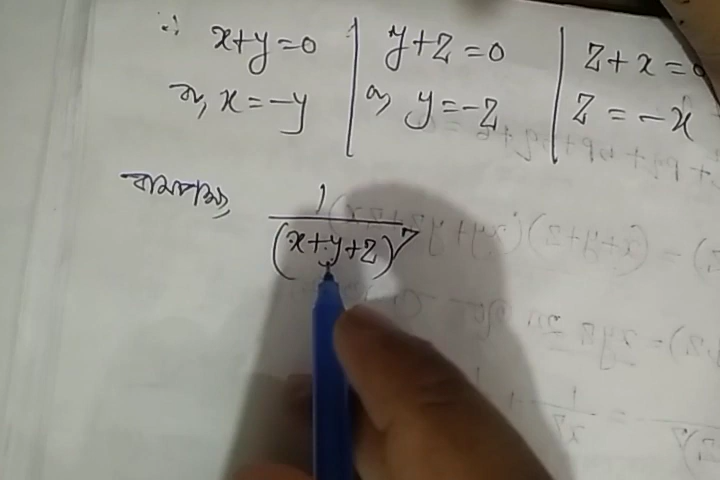 ∴ x+y=0 | y+z=0 | z+x=0
বা, x=-y | বা, y=-z | z=-x
বামপক্ষ, 1/(x+y+z)⁷